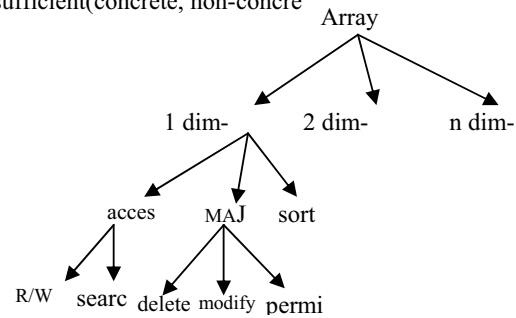 sufficient(concrete, non-concre
Array
1 dim- 2 dim- n dim-
acces MAJ sort
R/W searc delete modify permi